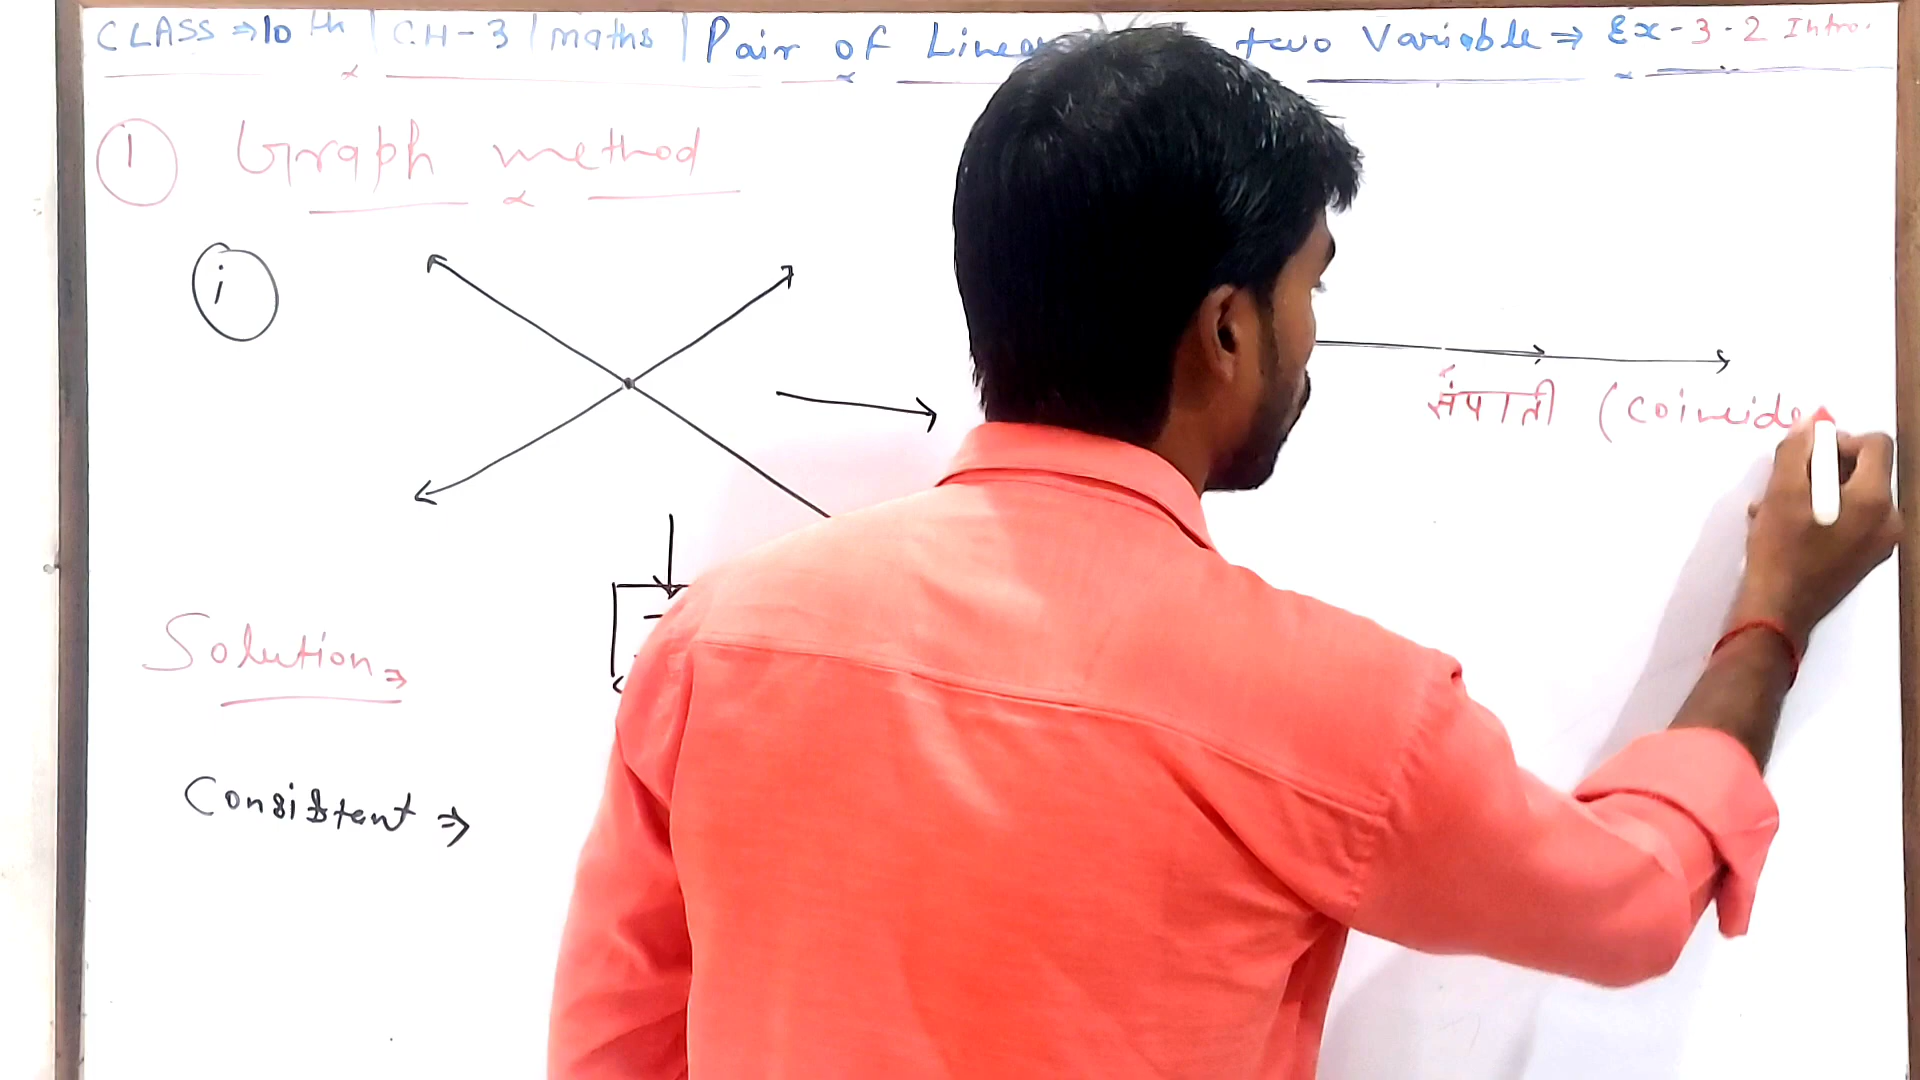 CLASS ⇒ 10th | CH-3 | maths | Pair of Linea two Variable ⇒ Ex-3-2 Intro.
1 Graph method
i
संपाती (Coincide
Solution ⇒
Consistent ⇒